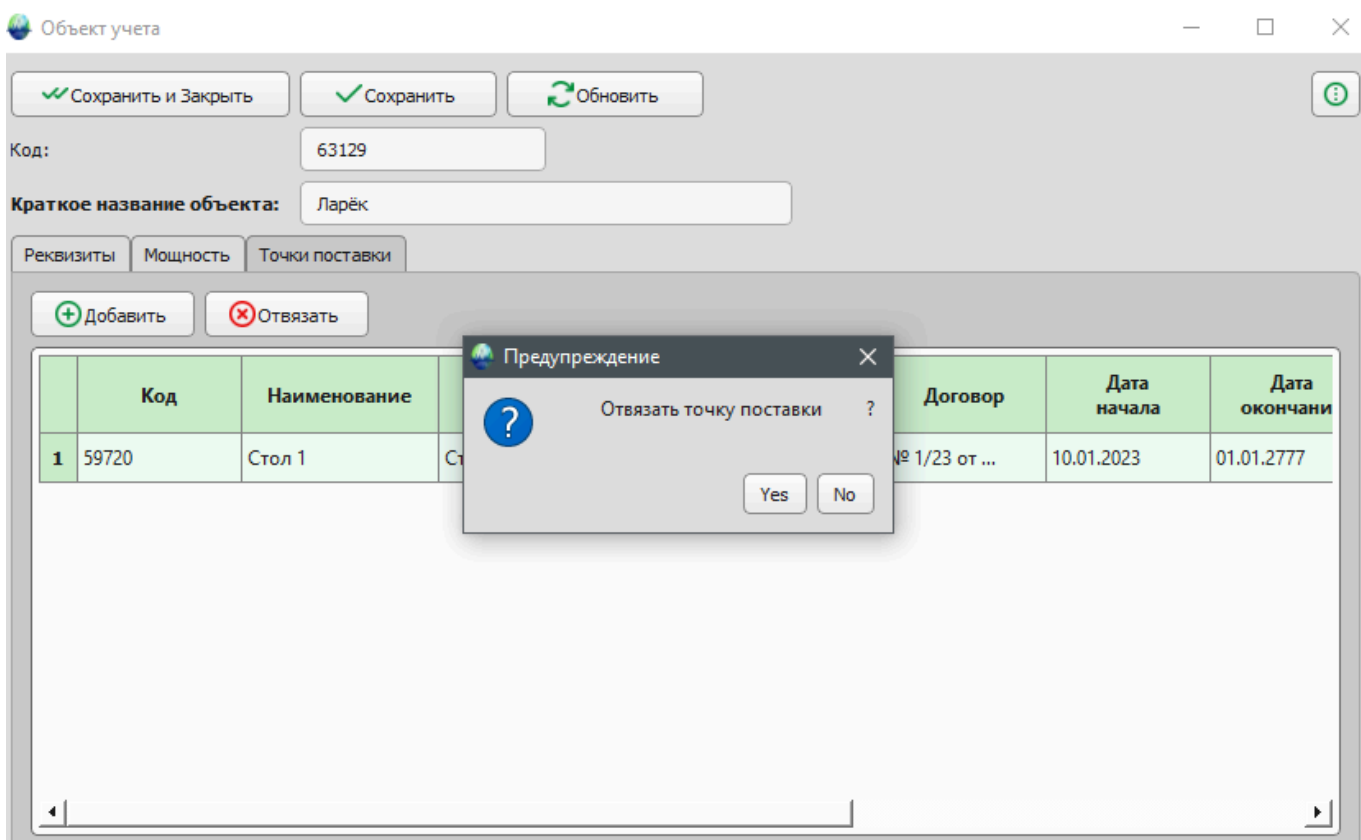 Объект учета
Сохранить и Закрыть Сохранить Обновить
Код: 63129
Краткое название объекта: Ларёк
Реквизиты Мощность Точки поставки
Добавить Отвязать
Предупреждение
Отвязать точку поставки ?
Yes No
Код Наименование Договор Дата начала Дата окончани
1 59720 Стол 1 Ст № 1/23 от ... 10.01.2023 01.01.2777